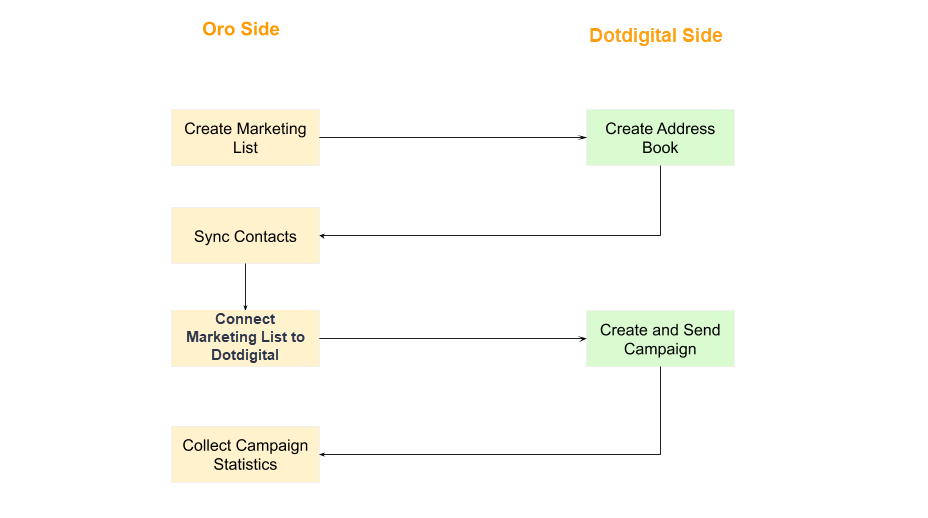 Oro Side
Dotdigital Side
Create Marketing
List
Create Address
Book
Sync Contacts
Connect
Marketing List to
Dotdigital
Create and Send
Campaign
Collect Campaign
Statistics